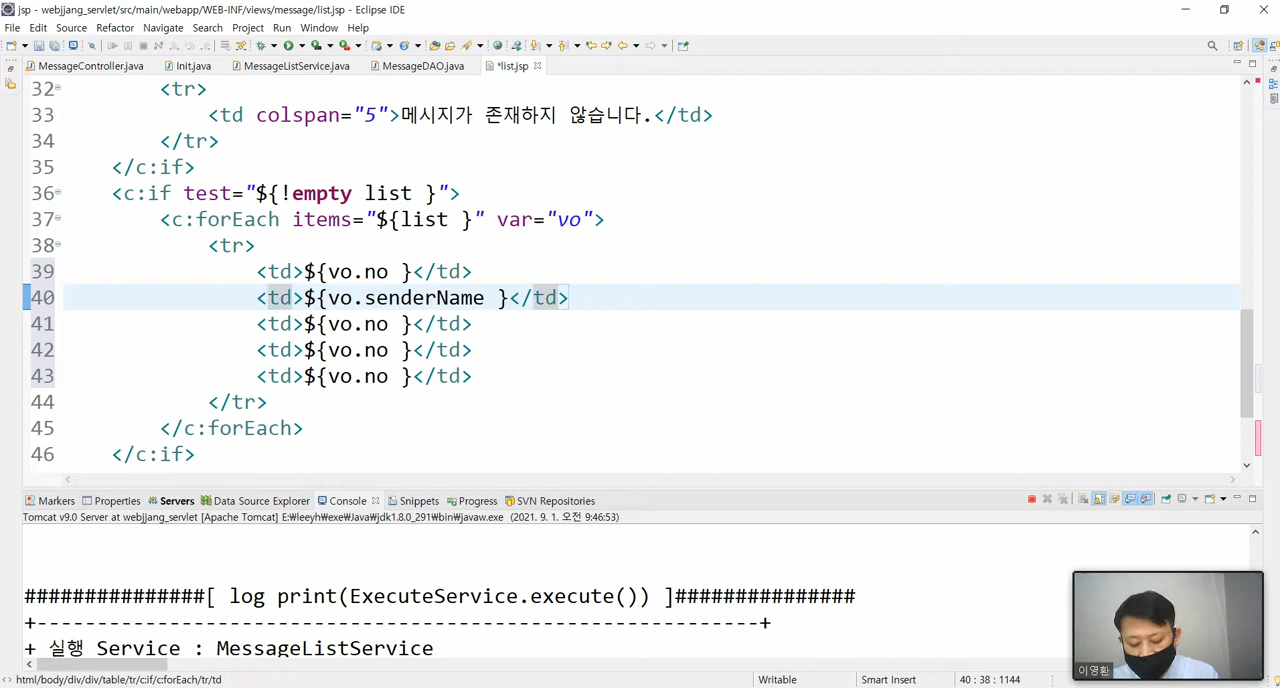 jsp - webjjang_servlet/src/main/webapp/WEB-INF/views/message/list.jsp - Eclipse IDE
File Edit Source Refactor Navigate Search Project Run Window Help
MessageController.java Init.java MessageListService.java MessageDAO.java *list.jsp
32 <tr>
33 <td colspan="5">메시지가 존재하지 않습니다.</td>
34 </tr>
35 </c:if>
36 <c:if test="${!empty list }">
37 <c:forEach items="${list }" var="vo">
38 <tr>
39 <td>${vo.no }</td>
40 <td>${vo.senderName }</td>
41 <td>${vo.no }</td>
42 <td>${vo.no }</td>
43 <td>${vo.no }</td>
44 </tr>
45 </c:forEach>
46 </c:if>
Markers Properties Servers Data Source Explorer Console Snippets Progress SVN Repositories
Tomcat v9.0 Server at webjjang_servlet [Apache Tomcat] E:\leeyh\exe\Java\jdk1.8.0_291\bin\javaw.exe (2021. 9. 1. 오전 9:46:53)
###############[ log print(ExecuteService.execute()) ]###############
+-------------------------------------------------------------+
+ 실행 Service : MessageListService
이영환
html/body/div/div/table/tr/c:if/c:forEach/tr/td Writable Smart Insert 40 : 38 : 1144